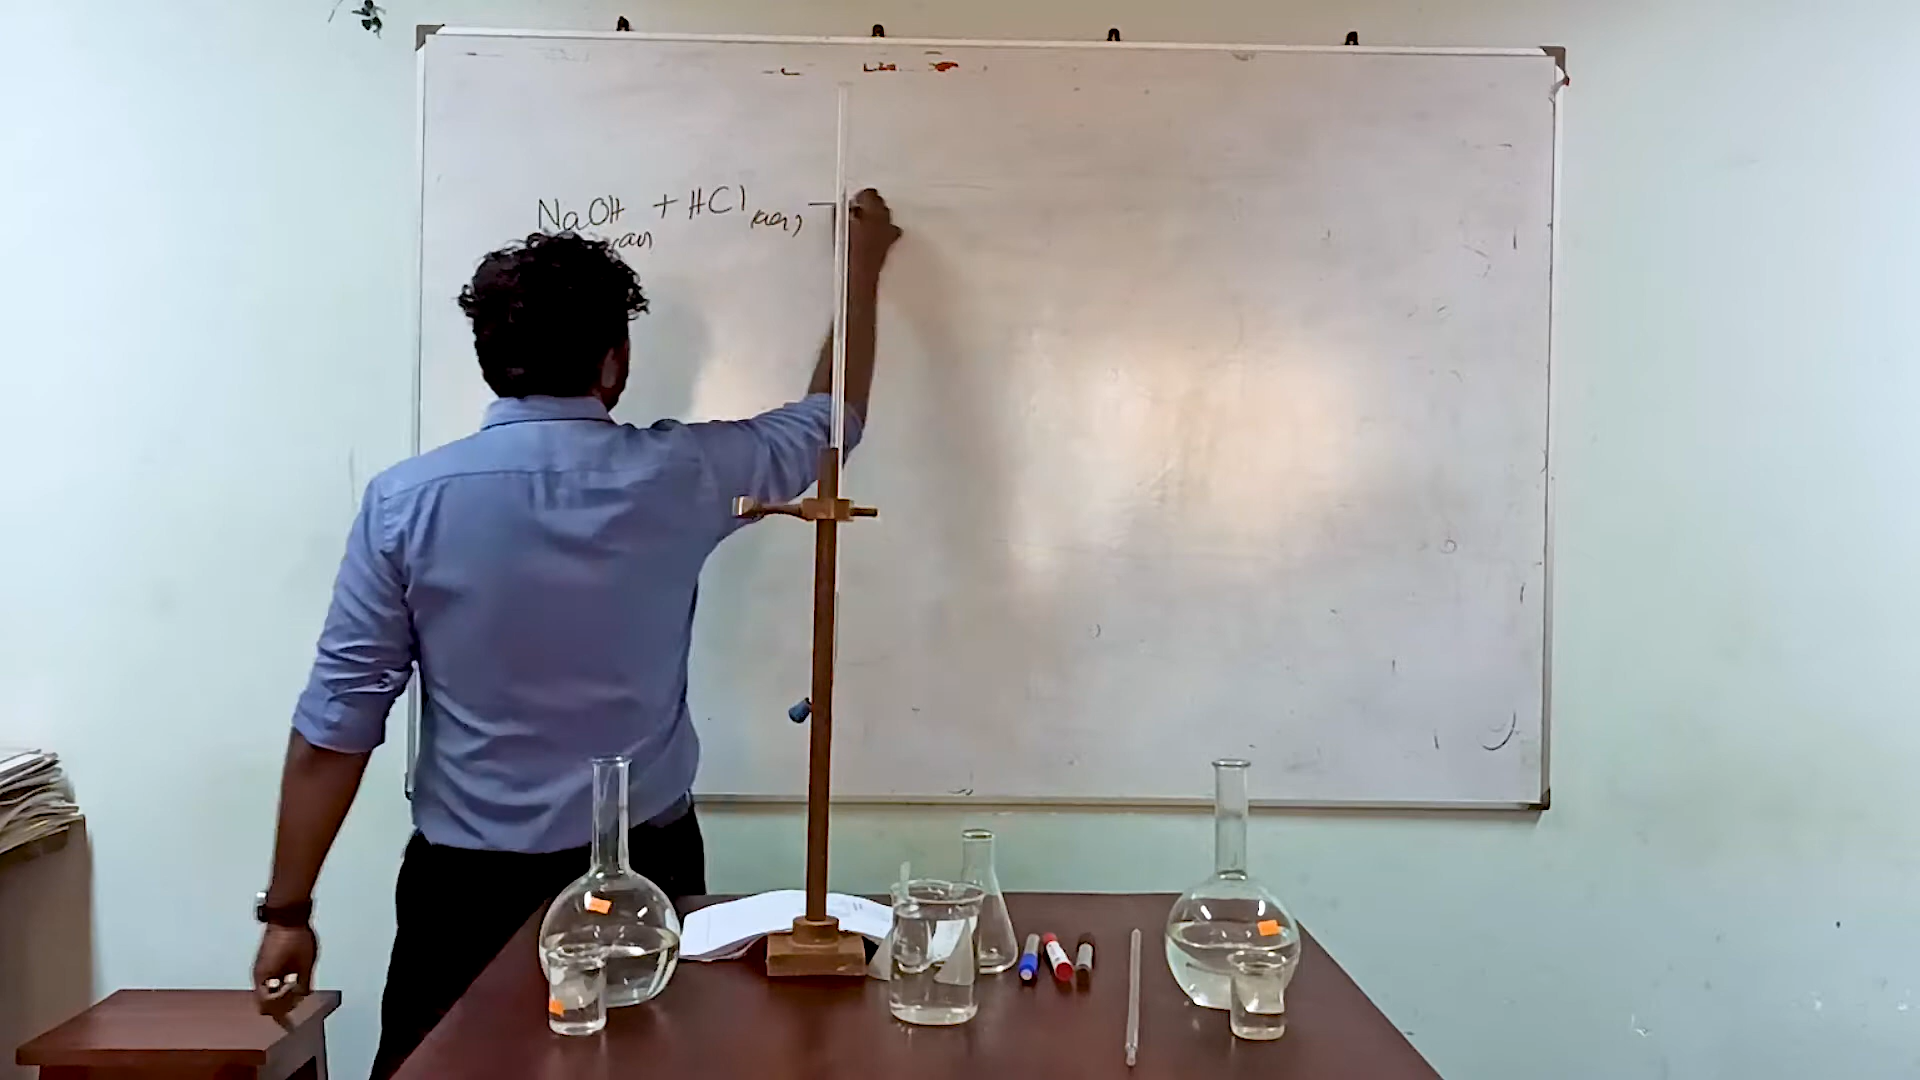 NaOH + HCl (aq) —
(aq)